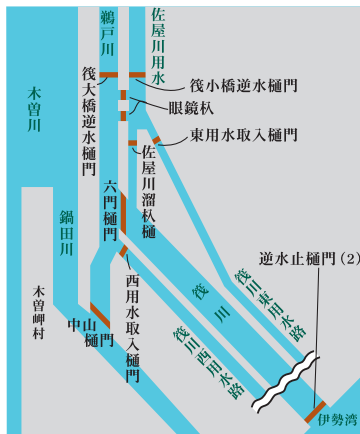 佐屋川用水
鵜戸川
木曽川
筏小橋逆水樋門
筏大橋逆水樋門
眼鏡杁
東用水取入樋門
佐屋川溜杁樋
六門樋門
逆水止樋門(2)
鍋田川
西用水取入樋門
筏川東用水路
筏川
木曽岬村
中山樋門
筏川西用水路
伊勢湾